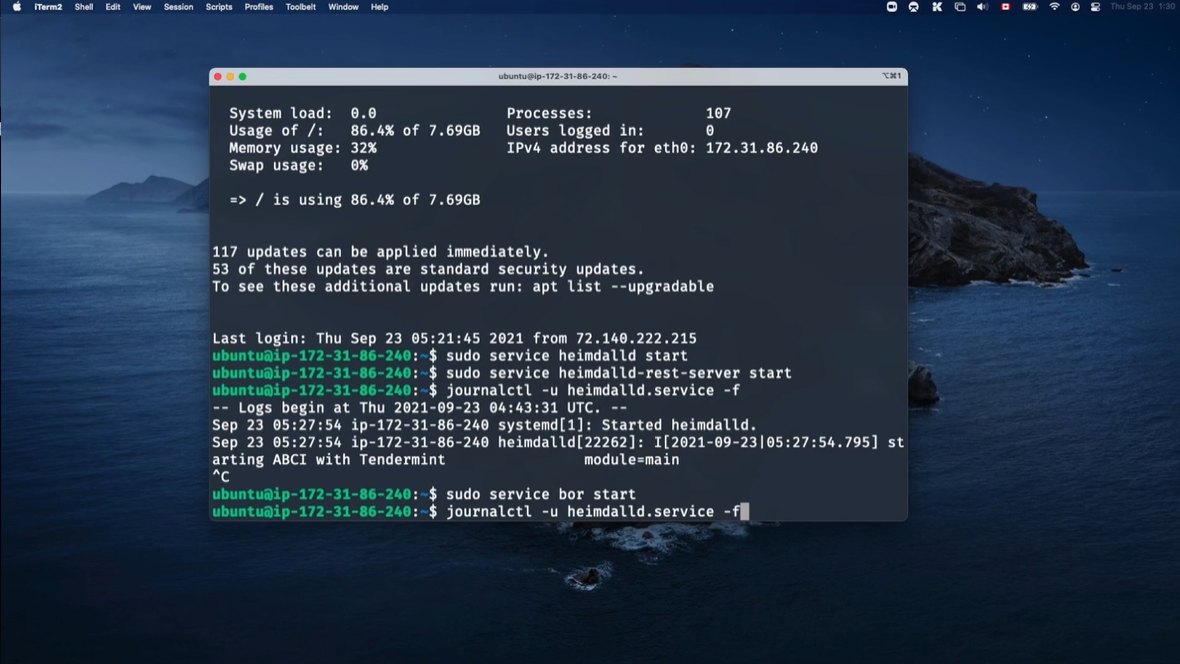 iTerm2 Shell Edit View Session Scripts Profiles Toolbelt Window Help Thu Sep 23 1:30
ubuntu@ip-172-31-86-240: ~ ⌥⌘1
System load: 0.0 Processes: 107
Usage of /: 86.4% of 7.69GB Users logged in: 0
Memory usage: 32% IPv4 address for eth0: 172.31.86.240
Swap usage: 0%
=> / is using 86.4% of 7.69GB
117 updates can be applied immediately.
53 of these updates are standard security updates.
To see these additional updates run: apt list --upgradable
Last login: Thu Sep 23 05:21:45 2021 from 72.140.222.215
ubuntu@ip-172-31-86-240:~$ sudo service heimdalld start
ubuntu@ip-172-31-86-240:~$ sudo service heimdalld-rest-server start
ubuntu@ip-172-31-86-240:~$ journalctl -u heimdalld.service -f
-- Logs begin at Thu 2021-09-23 04:43:31 UTC. --
Sep 23 05:27:54 ip-172-31-86-240 systemd[1]: Started heimdalld.
Sep 23 05:27:54 ip-172-31-86-240 heimdalld[22262]: I[2021-09-23|05:27:54.795] st
arting ABCI with Tendermint module=main
^C
ubuntu@ip-172-31-86-240:~$ sudo service bor start
ubuntu@ip-172-31-86-240:~$ journalctl -u heimdalld.service -f